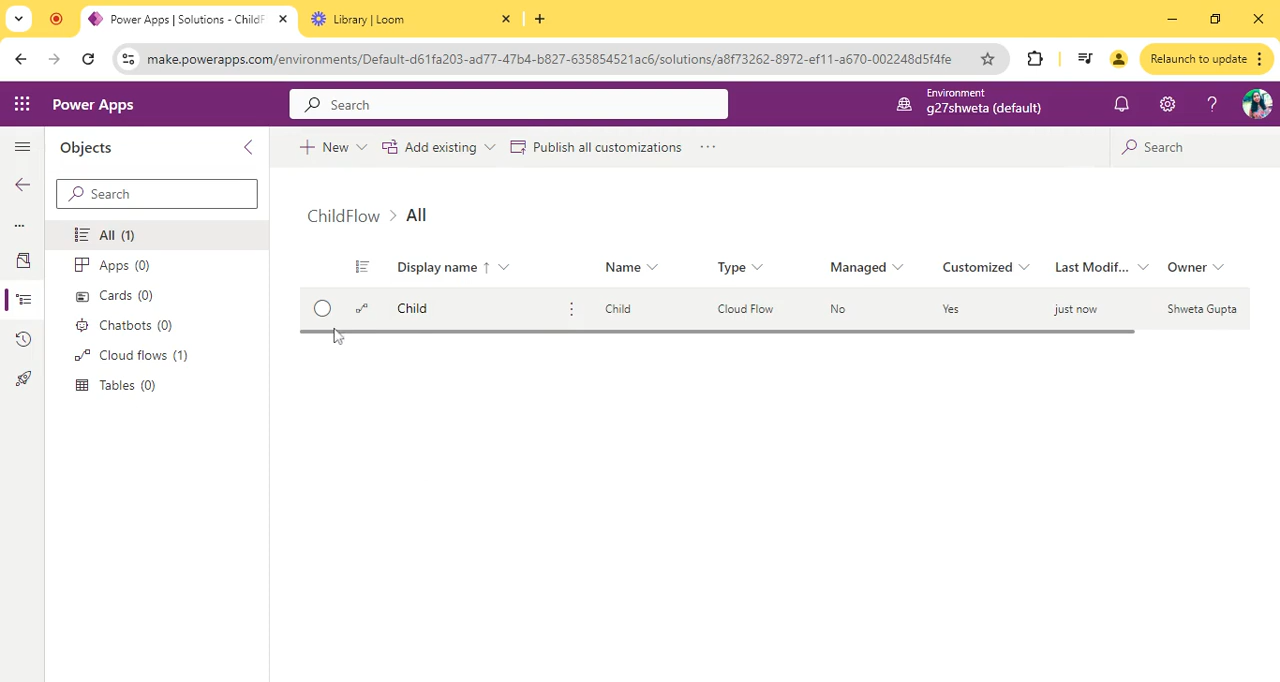 Power Apps | Solutions - ChildF
Library | Loom
make.powerapps.com/environments/Default-d61fa203-ad77-47b4-b827-635854521ac6/solutions/a8f73262-8972-ef11-a670-002248d5f4fe
Relaunch to update
Power Apps
Search
Environment
g27shweta (default)
Objects
New
Add existing
Publish all customizations
Search
Search
All (1)
Apps (0)
Cards (0)
Chatbots (0)
Cloud flows (1)
Tables (0)
ChildFlow > All
Display name ↑ Name Type Managed Customized Last Modif... Owner
Child Child Cloud Flow No Yes just now Shweta Gupta